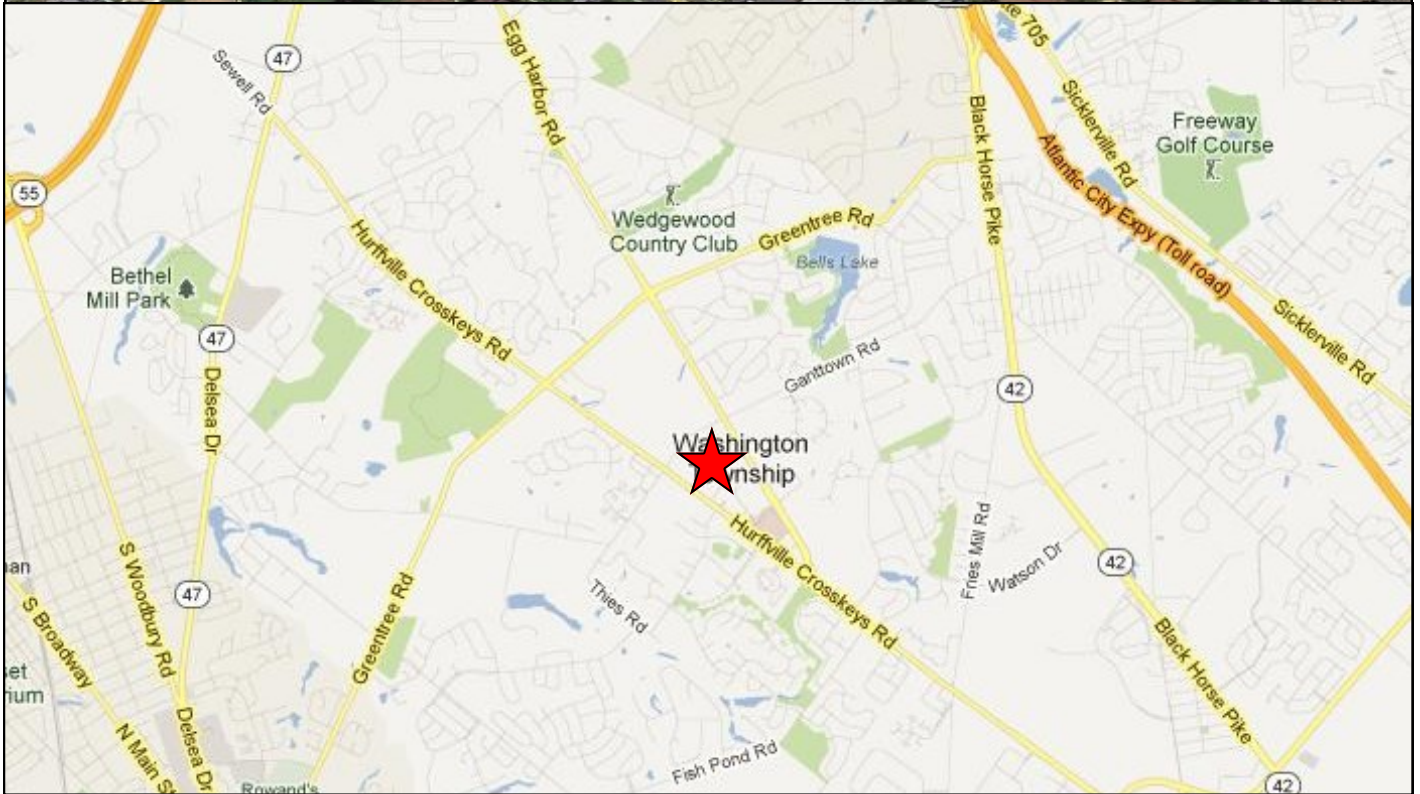 47
Sewell Rd
Egg Harbor Rd
Sicklerville Rd
Black Horse Pike
Freeway
Golf Course
Atlantic City Expy (Toll road)
55
Wedgewood
Country Club
Greentree Rd
Hurffville Crosskeys Rd
Bells Lake
Bethel
Mill Park
47
Sicklerville Rd
Ganttown Rd
Delsea Dr
42
Washington
Fries Mill Rd
Hurffville Crosskeys Rd
S Woodbury Rd
Watson Dr
42
47
Thies Rd
S Broadway
Greentree Rd
Black Horse Pike
Delsea Dr
N Main St
Fish Pond Rd
Rowand's
42
705